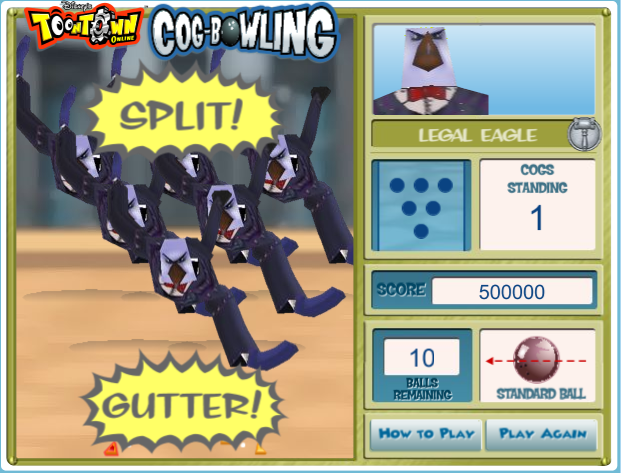 Disney's
TOONTOWN
ONLINE
COG-BOWLING
SPLIT!
LEGAL EAGLE
COGS
STANDING
1
SCORE 500000
10
BALLS
REMAINING
STANDARD BALL
GUTTER!
HOW TO PLAY
PLAY AGAIN